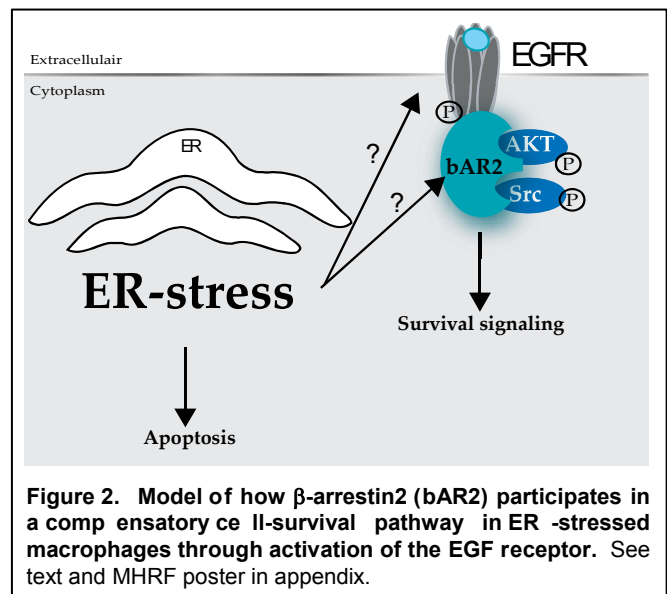 Extracellulair
EGFR
Cytoplasm
P
ER
?
AKT
bAR2
P
?
Src
P
ER-stress
Survival signaling
Apoptosis
Figure 2. Model of how β-arrestin2 (bAR2) participates in
a comp ensatory ce ll-survival pathway in ER -stressed
macrophages through activation of the EGF receptor. See
text and MHRF poster in appendix.